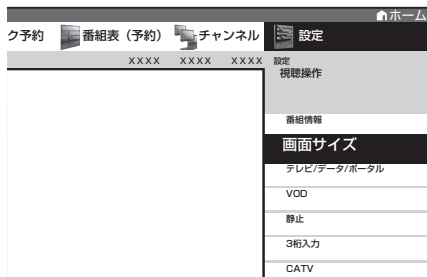 ホーム
ク予約 番組表（予約） チャンネル 設定
xxxx xxxx xxxx 設定
視聴操作
番組情報
画面サイズ
テレビ/データ/ポータル
VOD
静止
3桁入力
CATV